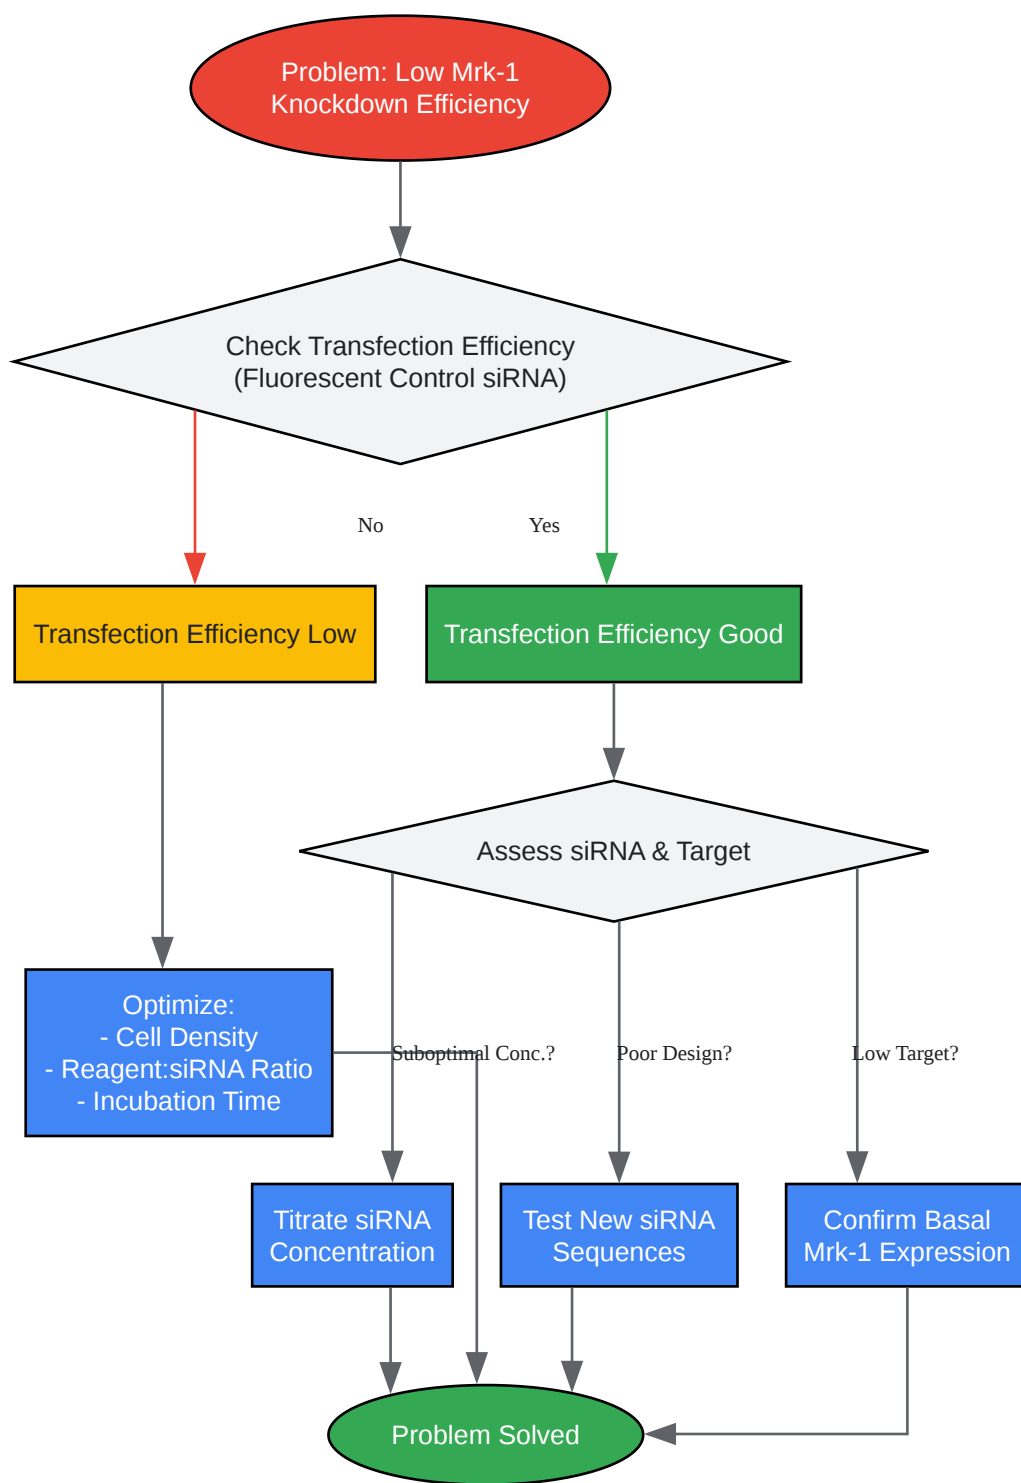 Problem: Low Mrk-1
Knockdown Efficiency
Check Transfection Efficiency
(Fluorescent Control siRNA)
No
Yes
Transfection Efficiency Low
Transfection Efficiency Good
Assess siRNA & Target
Optimize:
- Cell Density
- Reagent:siRNA Ratio
- Incubation Time
Suboptimal Conc.?
Poor Design?
Low Target?
Titrate siRNA
Concentration
Test New siRNA
Sequences
Confirm Basal
Mrk-1 Expression
Problem Solved